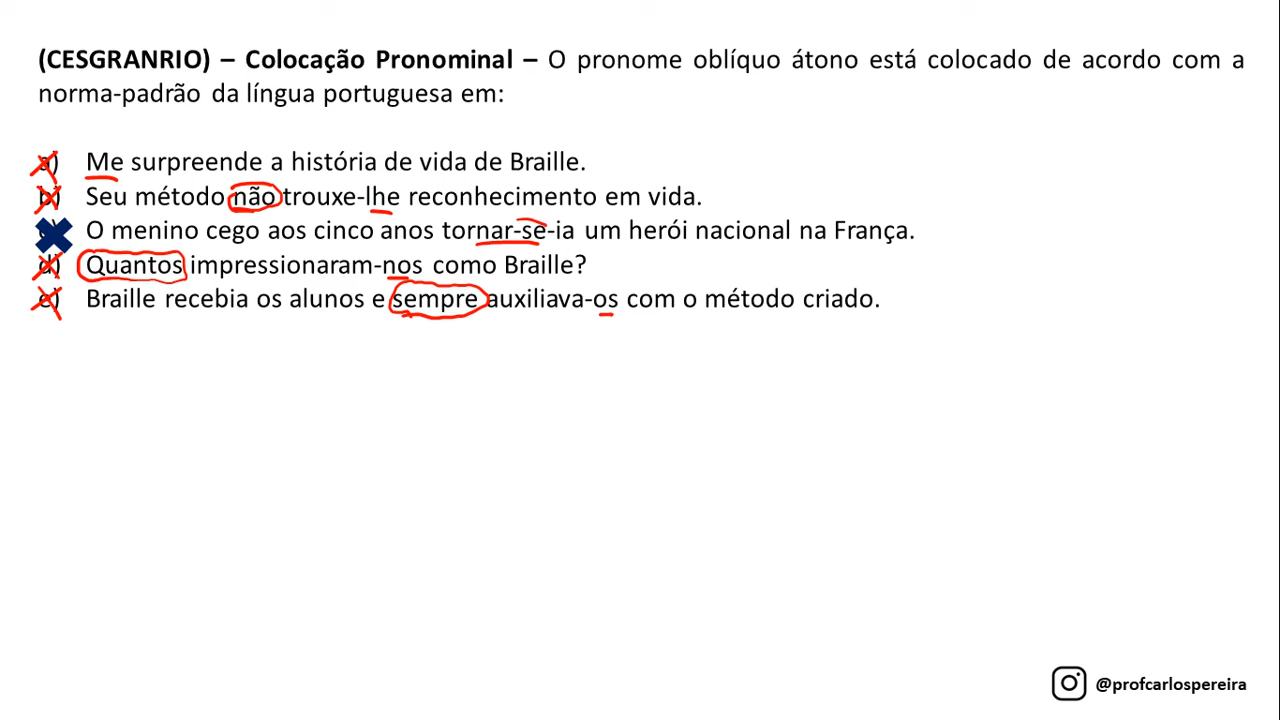 (CESGRANRIO) – Colocação Pronominal – O pronome oblíquo átono está colocado de acordo com a
norma-padrão da língua portuguesa em:
a) Me surpreende a história de vida de Braille.
b) Seu método não trouxe-lhe reconhecimento em vida.
c) O menino cego aos cinco anos tornar-se-ia um herói nacional na França.
d) Quantos impressionaram-nos como Braille?
e) Braille recebia os alunos e sempre auxiliava-os com o método criado.
@profcarlospereira